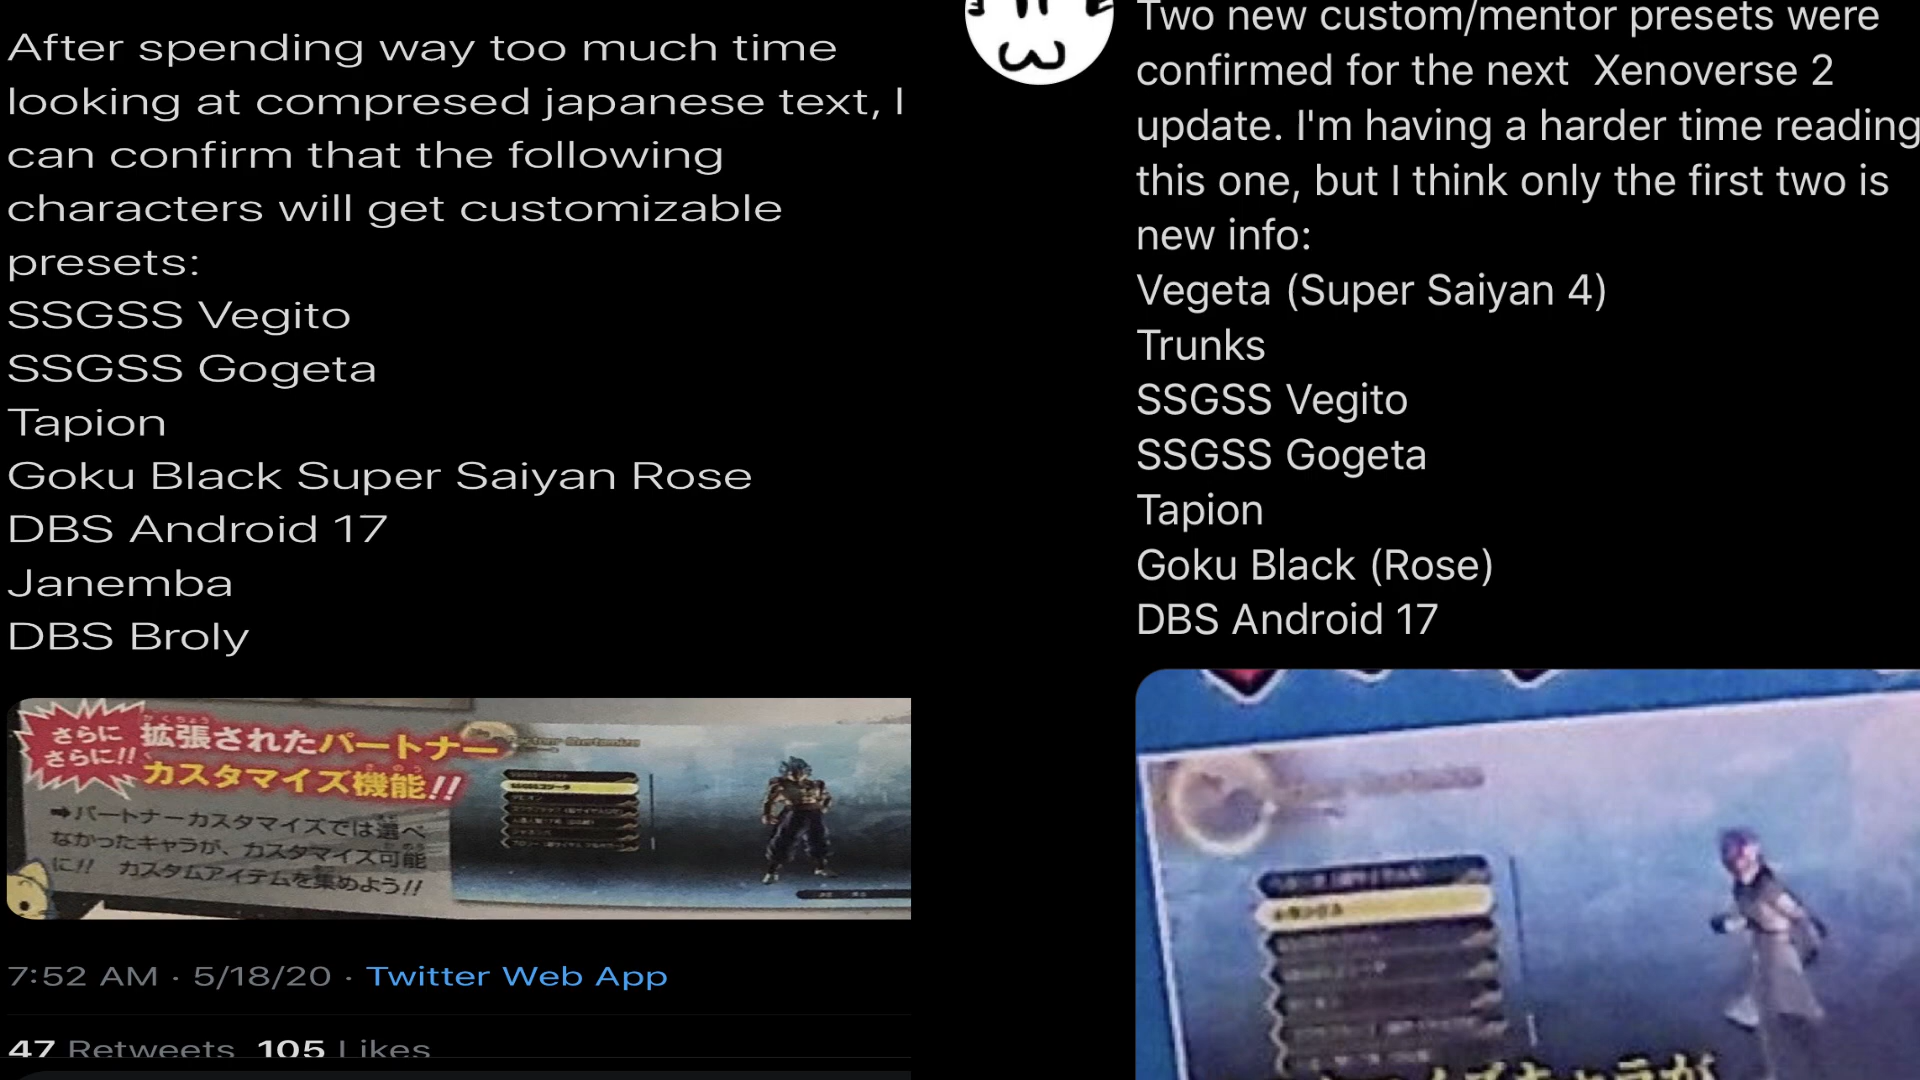 After spending way too much time
looking at compresed japanese text, I
can confirm that the following
characters will get customizable
presets:
SSGSS Vegito
SSGSS Gogeta
Tapion
Goku Black Super Saiyan Rose
DBS Android 17
Janemba
DBS Broly
さらに
さらに!!
拡張されたパートナー
カスタマイズ機能!!
➡パートナーカスタマイズでは選べ
なかったキャラが、カスタマイズ可能
に!! カスタムアイテムを集めよう!!
7:52 AM · 5/18/20 · Twitter Web App
47 Retweets 105 Likes
Two new custom/mentor presets were
confirmed for the next Xenoverse 2
update. I'm having a harder time reading
this one, but I think only the first two is
new info:
Vegeta (Super Saiyan 4)
Trunks
SSGSS Vegito
SSGSS Gogeta
Tapion
Goku Black (Rose)
DBS Android 17
トランクス